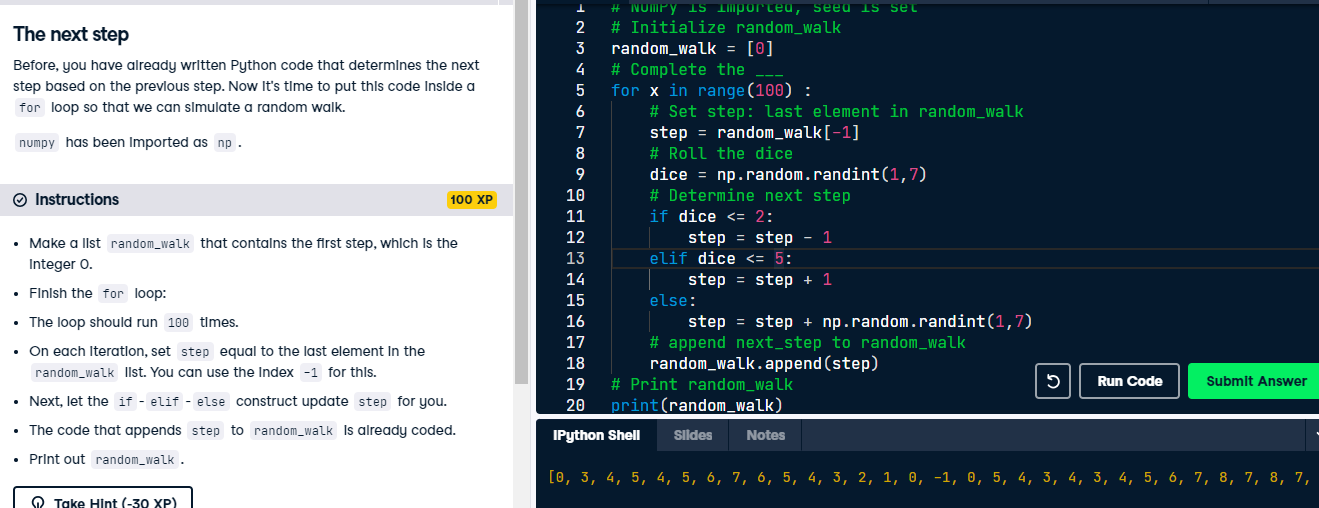 The next step
Before, you have already written Python code that determines the next
step based on the previous step. Now it's time to put this code inside a
for loop so that we can simulate a random walk.
numpy has been imported as np .
Instructions
100 XP
Make a list random_walk that contains the first step, which is the
integer 0.
Finish the for loop:
The loop should run 100 times.
On each iteration, set step equal to the last element in the
random_walk list. You can use the index -1 for this.
Next, let the if - elif - else construct update step for you.
The code that appends step to random_walk is already coded.
Print out random_walk .
Take Hint (-30 XP)
1 # NumPy is imported, seed is set
2 # Initialize random_walk
3 random_walk = [0]
4 # Complete the ___
5 for x in range(100) :
6     # Set step: last element in random_walk
7     step = random_walk[-1]
8     # Roll the dice
9     dice = np.random.randint(1,7)
10     # Determine next step
11     if dice <= 2:
12         step = step - 1
13     elif dice <= 5:
14         step = step + 1
15     else:
16         step = step + np.random.randint(1,7)
17     # append next_step to random_walk
18     random_walk.append(step)
19 # Print random_walk
20 print(random_walk)
Run Code
Submit Answer
IPython Shell
Slides
Notes
[0, 3, 4, 5, 4, 5, 6, 7, 6, 5, 4, 3, 2, 1, 0, -1, 0, 5, 4, 3, 4, 3, 4, 5, 6, 7, 8, 7, 8, 7,